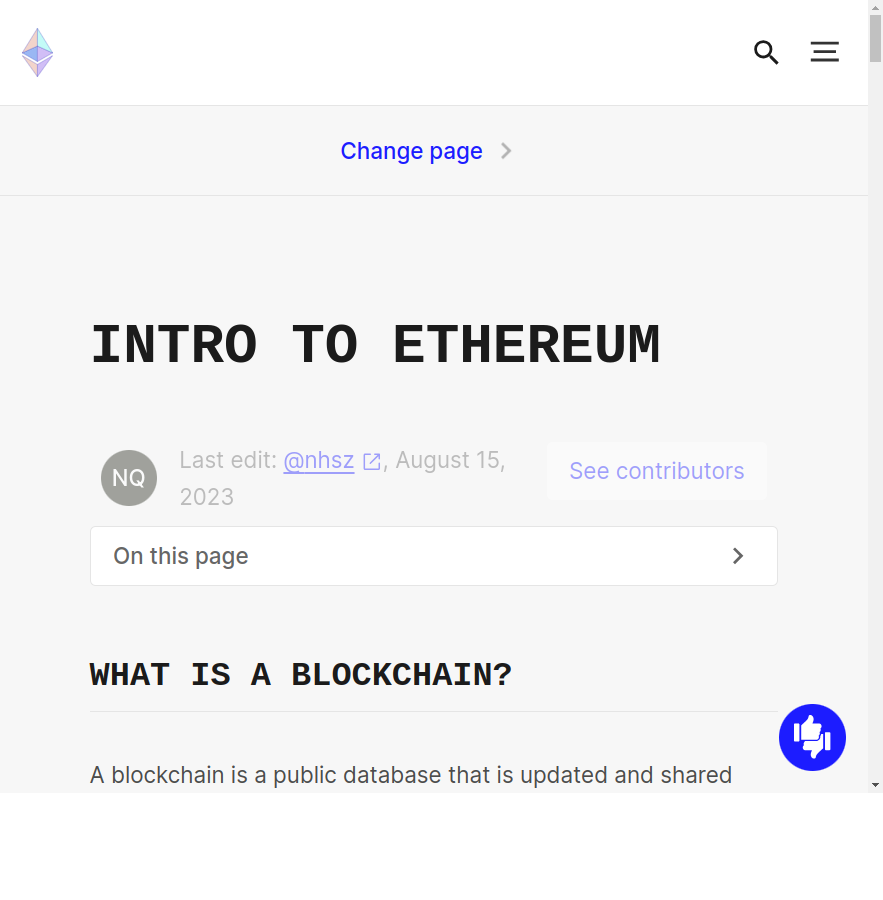 Change page
INTRO TO ETHEREUM
NQ
Last edit: @nhsz, August 15,
2023
See contributors
On this page
WHAT IS A BLOCKCHAIN?
A blockchain is a public database that is updated and shared